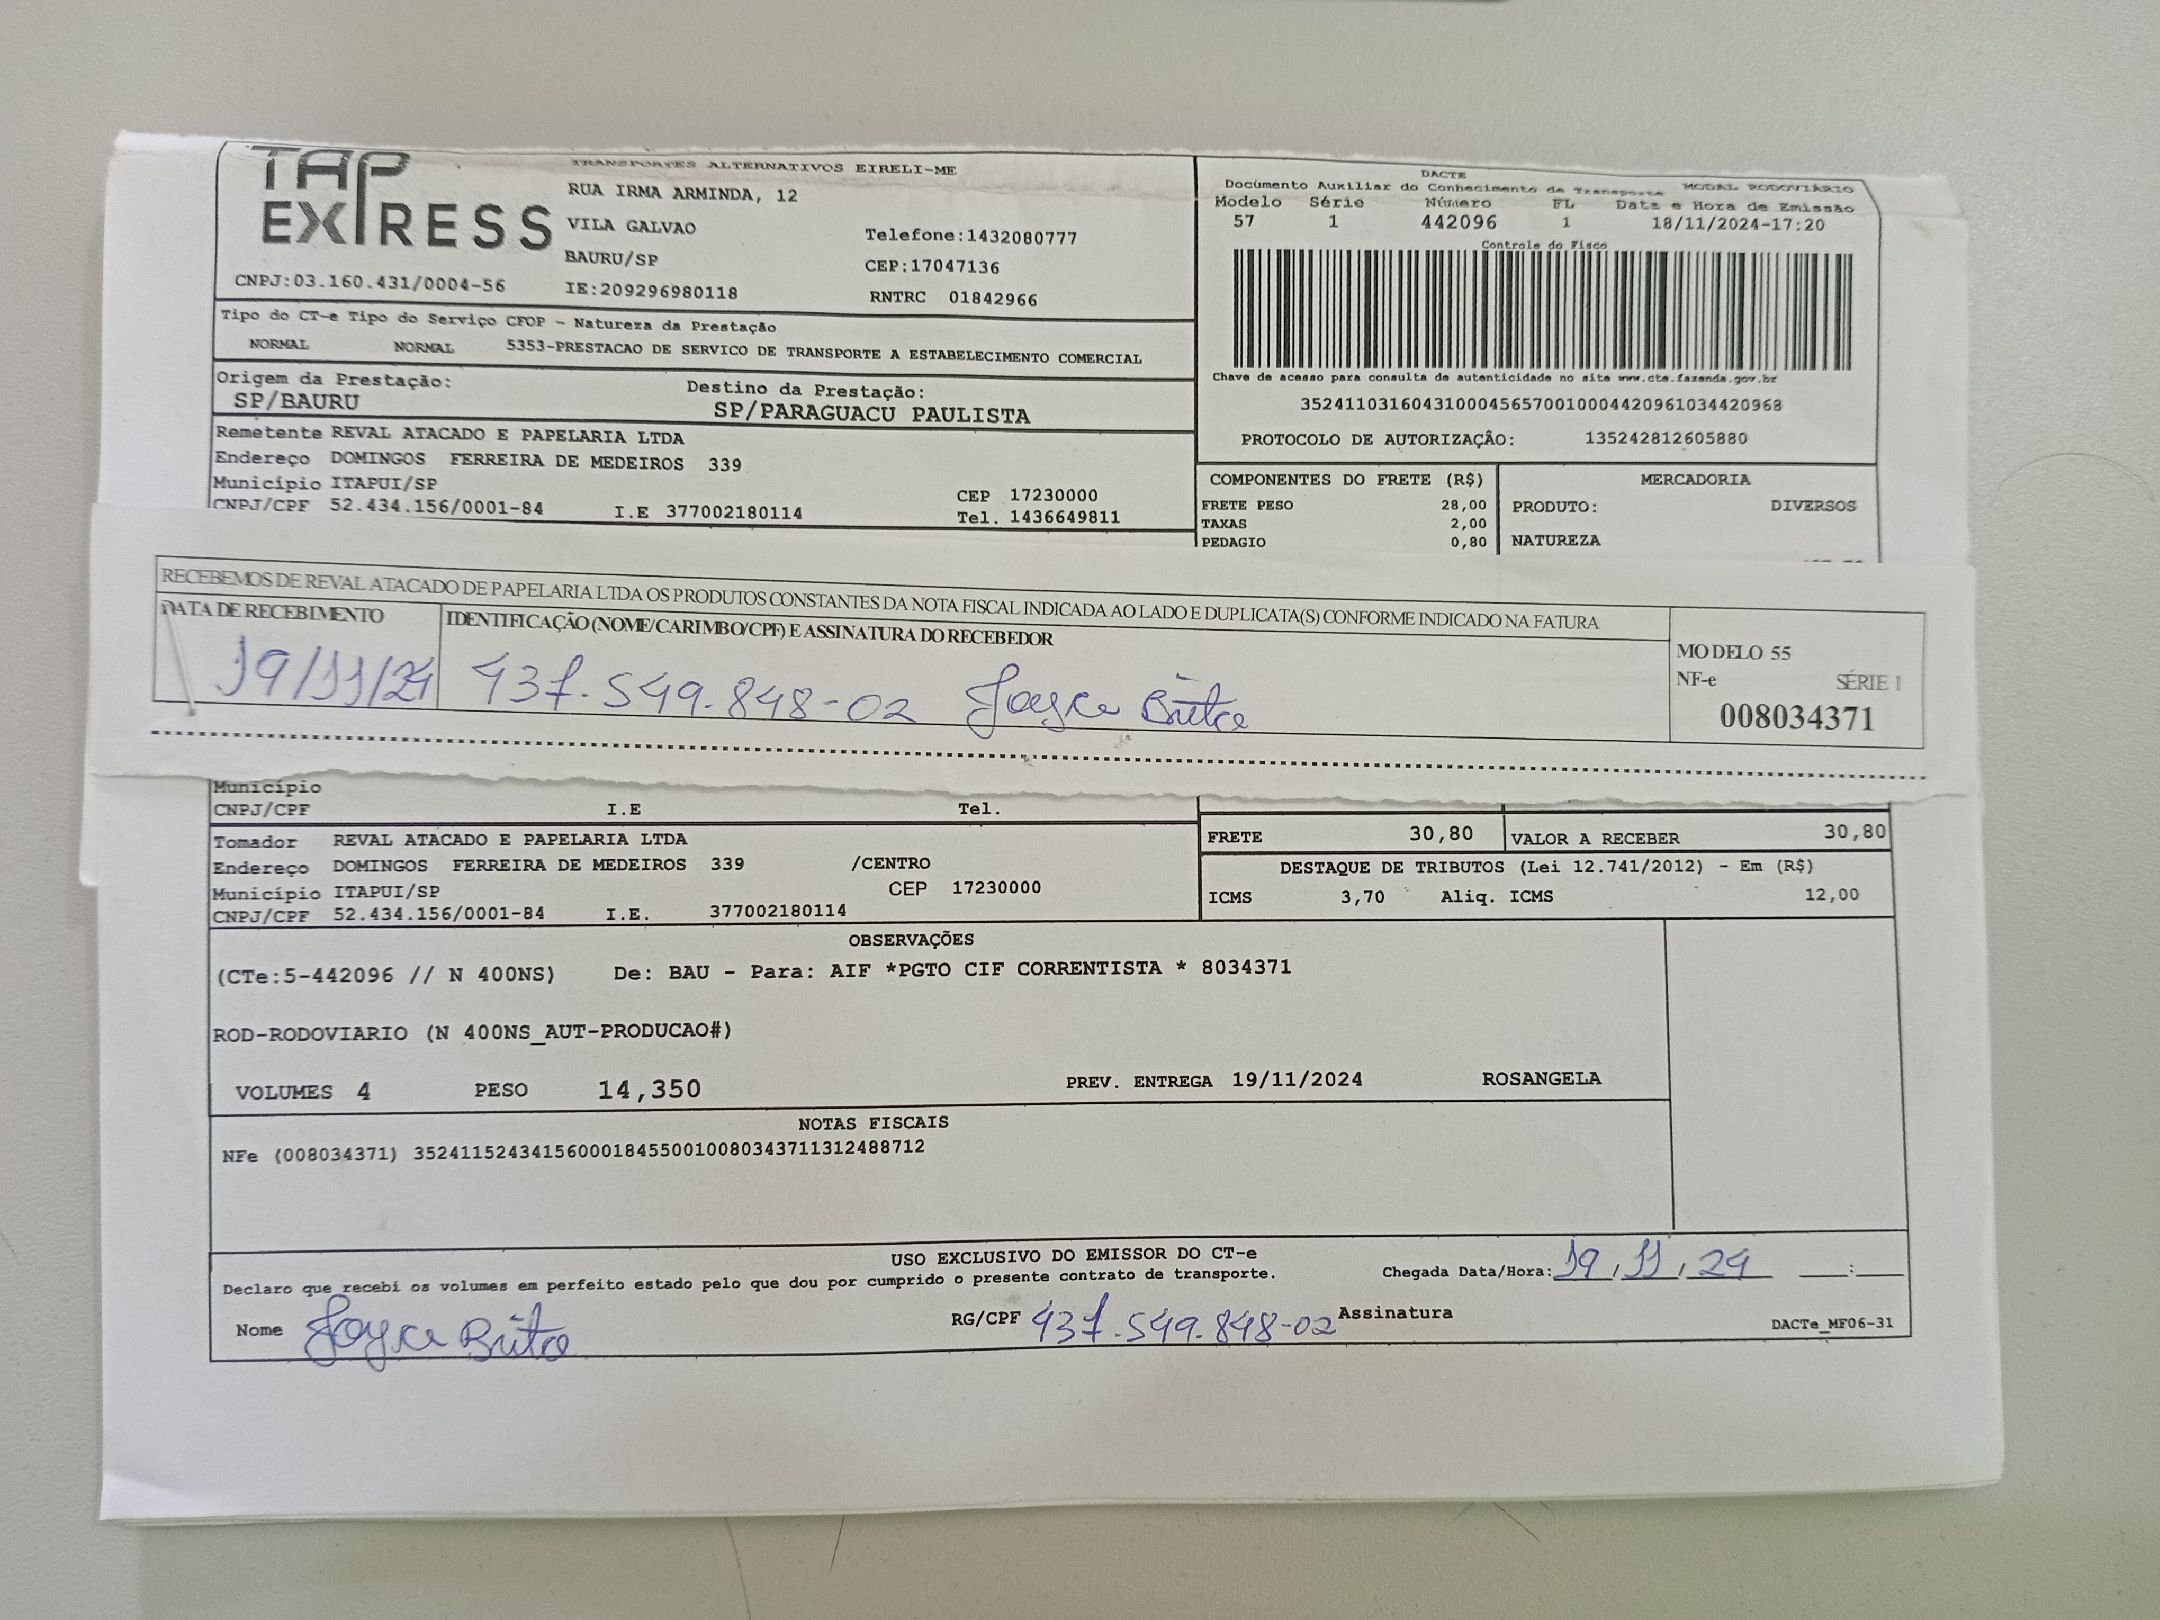 TAP EXPRESS
TRANSPORTES ALTERNATIVOS EIRELI-ME
RUA IRMA ARMINDA, 12
VILA GALVAO Telefone:1432080777
BAURU/SP CEP:17047136
CNPJ:03.160.431/0004-56 IE:209296980118 RNTRC 01842966
Tipo do CT-e Tipo do Serviço CFOP - Natureza da Prestação
NORMAL NORMAL 5353-PRESTACAO DE SERVICO DE TRANSPORTE A ESTABELECIMENTO COMERCIAL
Origem da Prestação: Destino da Prestação:
SP/BAURU SP/PARAGUACU PAULISTA
Remetente REVAL ATACADO E PAPELARIA LTDA
Endereço DOMINGOS FERREIRA DE MEDEIROS 339
Município ITAPUI/SP CEP 17230000
CNPJ/CPF 52.434.156/0001-84 I.E 377002180114 Tel. 1436649811
DACTE
Documento Auxiliar do Conhecimento de Transporte MODAL RODOVIÁRIO
Modelo Série Número FL Data e Hora de Emissão
57 1 442096 1 18/11/2024-17:20
Controle do Fisco
Chave de acesso para consulta de autenticidade no site www.cte.fazenda.gov.br
35241103160431000456570010004420961034420968
PROTOCOLO DE AUTORIZAÇÂO: 135242812605880
COMPONENTES DO FRETE (R$) MERCADORIA
FRETE PESO 28,00 PRODUTO: DIVERSOS
TAXAS 2,00
PEDAGIO 0,80 NATUREZA
RECEBEMOS DE REVAL ATACADO DE PAPELARIA LTDA OS PRODUTOS CONSTANTES DA NOTA FISCAL INDICADA AO LADO E DUPLICATA(S) CONFORME INDICADO NA FATURA
DATA DE RECEBIMENTO IDENTIFICAÇÃO (NOME/CARIMBO/CPF) E ASSINATURA DO RECEBEDOR
19/11/24 437.549.848-02 Joyce Brito
MODELO 55
NF-e SÉRIE 1
008034371
Município
CNPJ/CPF I.E Tel.
Tomador REVAL ATACADO E PAPELARIA LTDA
Endereço DOMINGOS FERREIRA DE MEDEIROS 339 /CENTRO
Município ITAPUI/SP CEP 17230000
CNPJ/CPF 52.434.156/0001-84 I.E. 377002180114
FRETE 30,80 VALOR A RECEBER 30,80
DESTAQUE DE TRIBUTOS (Lei 12.741/2012) - Em (R$)
ICMS 3,70 Aliq. ICMS 12,00
OBSERVAÇÕES
(CTe:5-442096 // N 400NS) De: BAU - Para: AIF *PGTO CIF CORRENTISTA * 8034371
ROD-RODOVIARIO (N 400NS_AUT-PRODUCAO#)
VOLUMES 4 PESO 14,350 PREV. ENTREGA 19/11/2024 ROSANGELA
NOTAS FISCAIS
NFe (008034371) 35241152434156000184550010080343711312488712
USO EXCLUSIVO DO EMISSOR DO CT-e
Declaro que recebi os volumes em perfeito estado pelo que dou por cumprido o presente contrato de transporte. Chegada Data/Hora: 19/11/24 ___:___
Nome Joyce Brito RG/CPF 437.549.848-02 Assinatura
DACTe_MF06-31